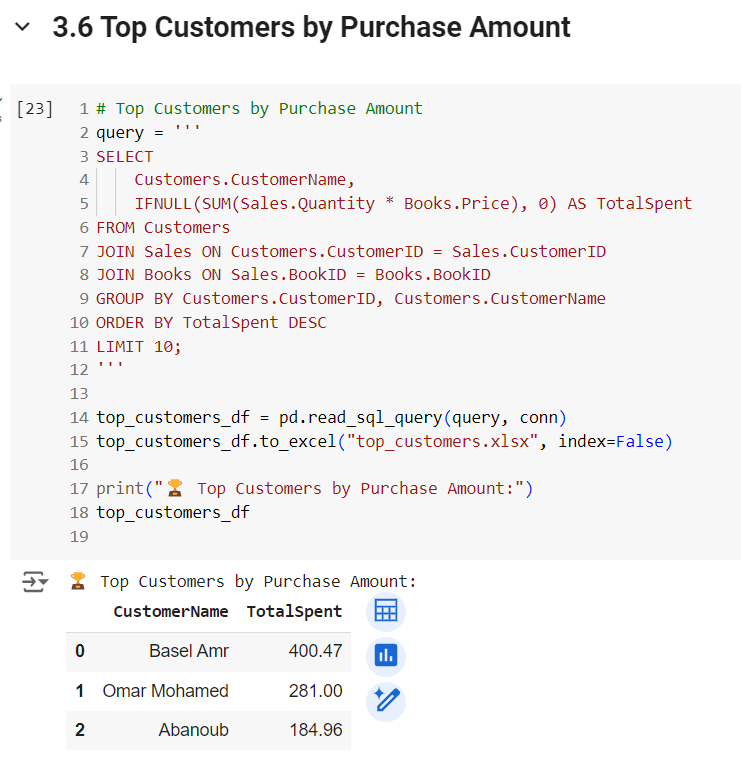 3.6 Top Customers by Purchase Amount
[23]
1 # Top Customers by Purchase Amount
2 query = '''
3 SELECT
4     Customers.CustomerName,
5     IFNULL(SUM(Sales.Quantity * Books.Price), 0) AS TotalSpent
6 FROM Customers
7 JOIN Sales ON Customers.CustomerID = Sales.CustomerID
8 JOIN Books ON Sales.BookID = Books.BookID
9 GROUP BY Customers.CustomerID, Customers.CustomerName
10 ORDER BY TotalSpent DESC
11 LIMIT 10;
12 '''
13
14 top_customers_df = pd.read_sql_query(query, conn)
15 top_customers_df.to_excel("top_customers.xlsx", index=False)
16
17 print("🏆 Top Customers by Purchase Amount:")
18 top_customers_df
19
🏆 Top Customers by Purchase Amount:
CustomerName TotalSpent
0 Basel Amr 400.47
1 Omar Mohamed 281.00
2 Abanoub 184.96